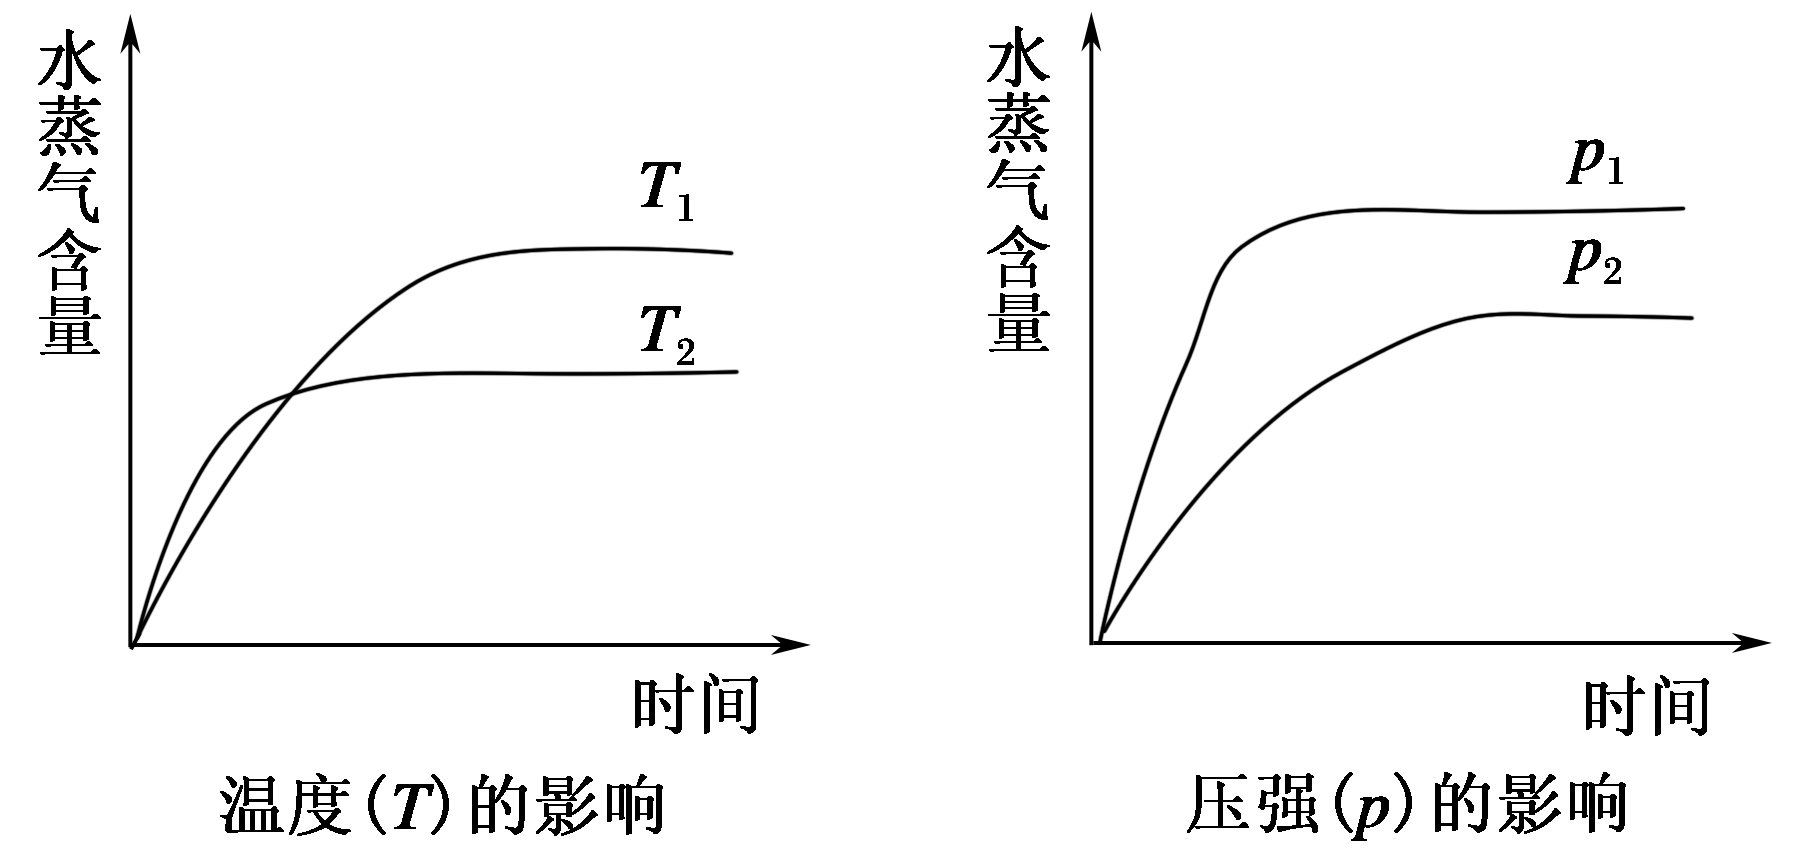 水蒸气含量
T₁
T₂
时间
温度(T)的影响
水蒸气含量
p₁
p₂
时间
压强(p)的影响